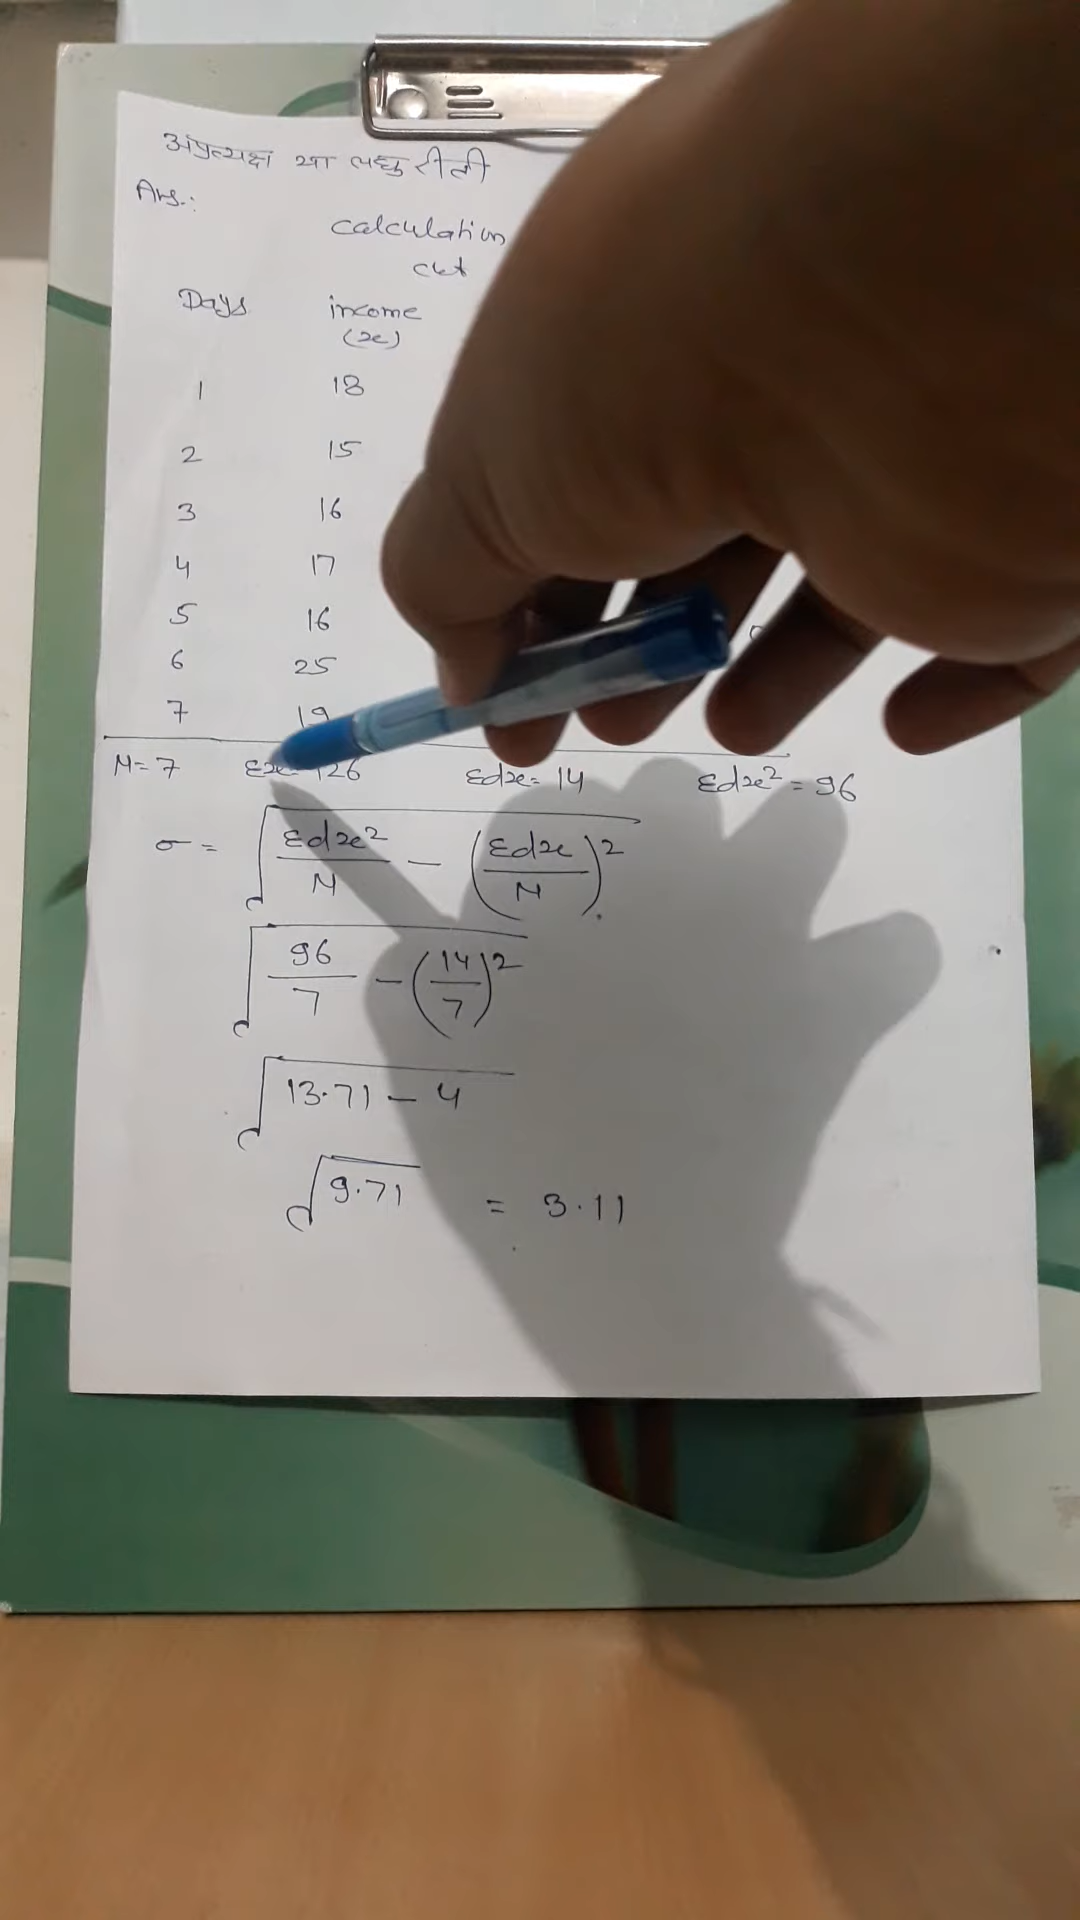 अप्रत्यक्ष या लघु रीती
Ans.:
calculation
Days income
(x)
1 18
2 15
3 16
4 17
5 16
6 25
7 19
N=7 Σx=126 Σdx=14 Σdx²=96
σ = √ Σdx²/N − (Σdx/N)²
√ 96/7 − (14/7)²
√ 13.71 − 4
√9.71 = 3.11